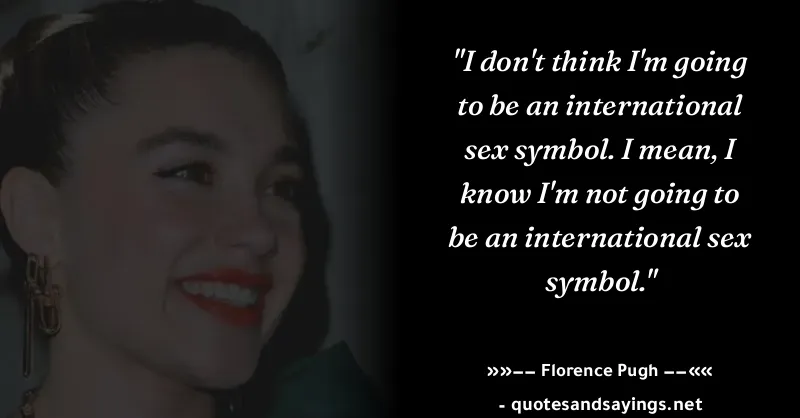 "I don't think I'm going
to be an international
sex symbol. I mean, I
know I'm not going to
be an international sex
symbol."
»»−− Florence Pugh −−««
- quotesandsayings.net